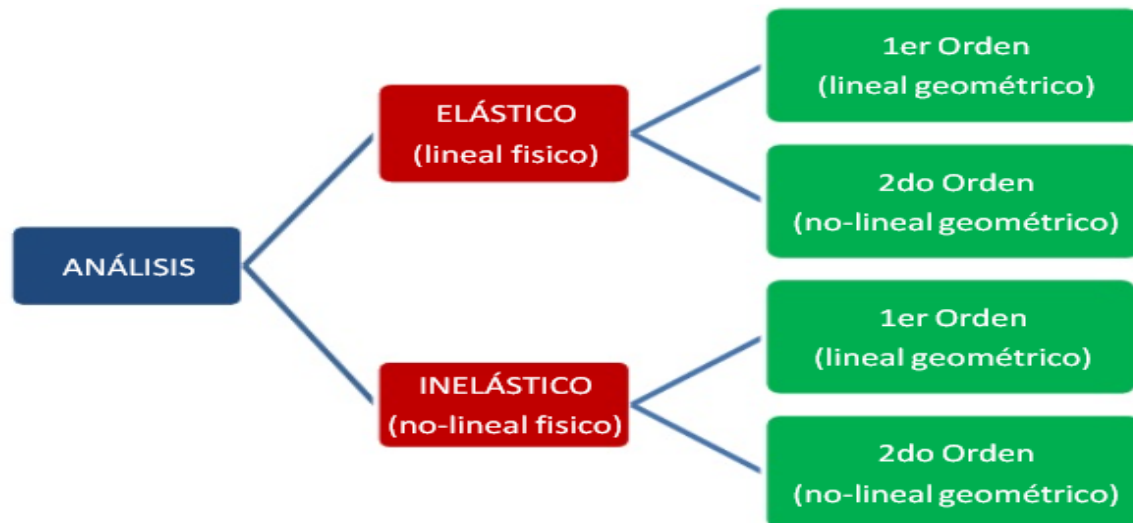 ANÁLISIS
ELÁSTICO
(lineal fisico)
1er Orden
(lineal geométrico)
2do Orden
(no-lineal geométrico)
INELÁSTICO
(no-lineal fisico)
1er Orden
(lineal geométrico)
2do Orden
(no-lineal geométrico)